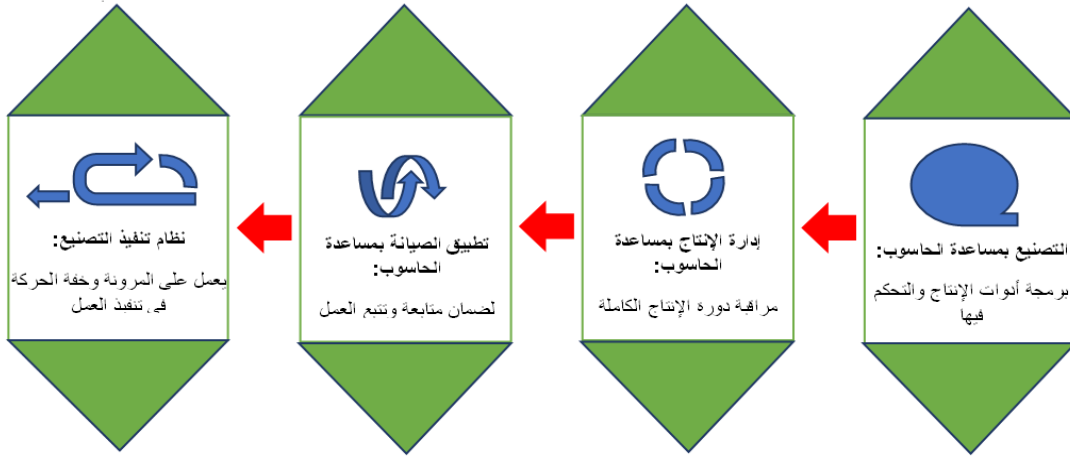 التصنيع بمساعدة الحاسوب:
برمجة أدوات الإنتاج والتحكم
فيها
إدارة الإنتاج بمساعدة
الحاسوب:
مراقبة دورة الإنتاج الكاملة
تطبيق الصيانة بمساعدة
الحاسوب:
لضمان متابعة وتتبع العمل
نظام تنفيذ التصنيع:
يعمل على المرونة وخفة الحركة
في تنفيذ العمل